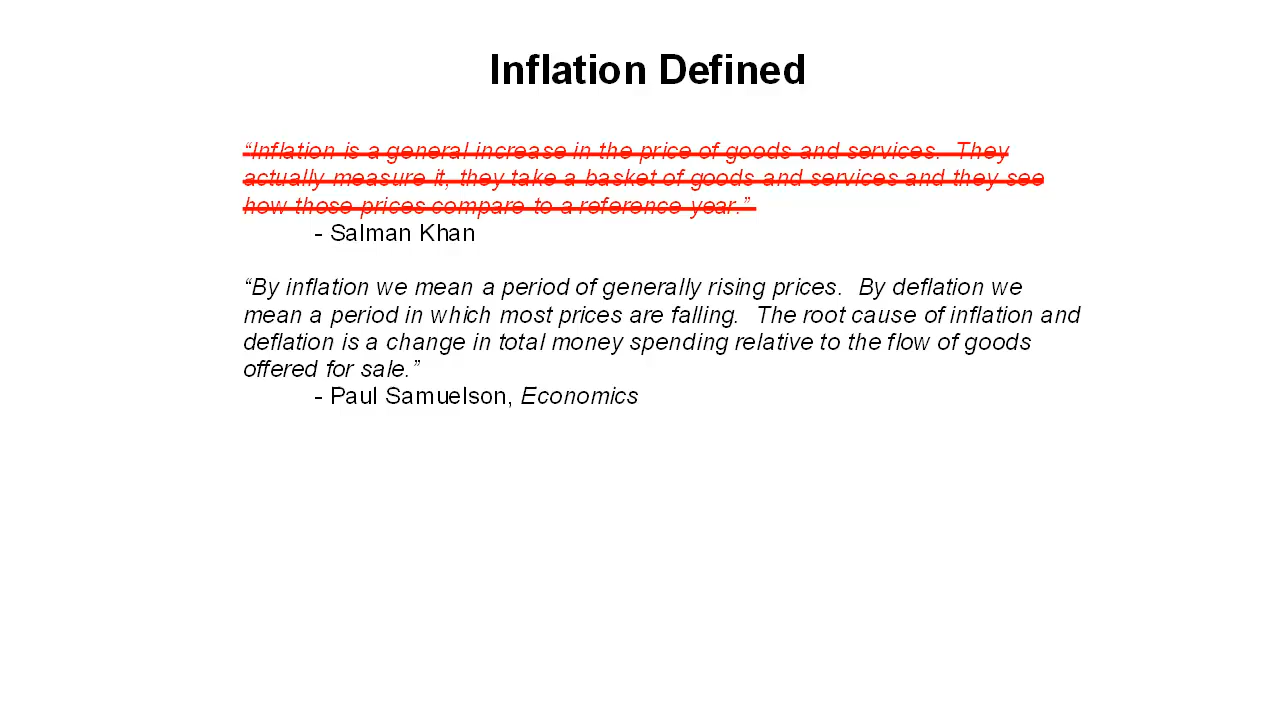 Inflation Defined
“Inflation is a general increase in the price of goods and services.  They
actually measure it, they take a basket of goods and services and they see
how those prices compare to a reference year.”
- Salman Khan
“By inflation we mean a period of generally rising prices.  By deflation we
mean a period in which most prices are falling.  The root cause of inflation and
deflation is a change in total money spending relative to the flow of goods
offered for sale.”
- Paul Samuelson, Economics